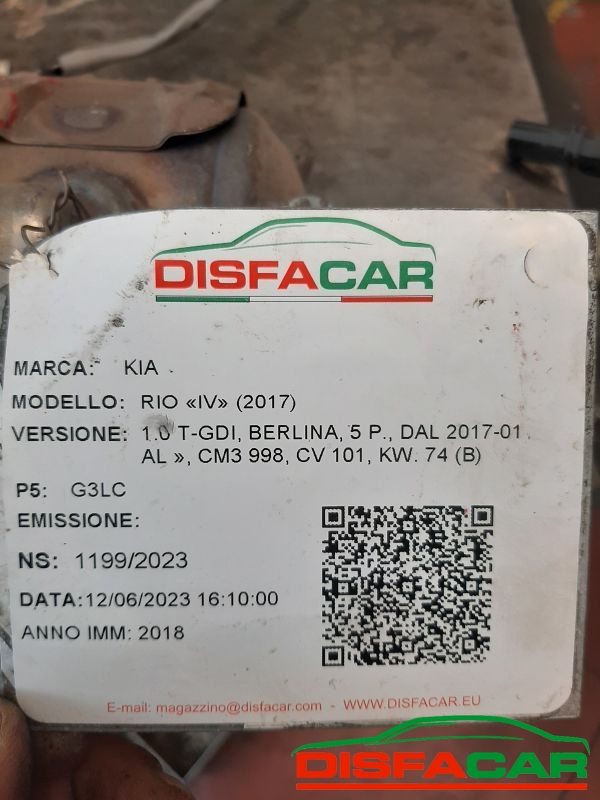 DISFACAR
MARCA: KIA
MODELLO: RIO «IV» (2017)
VERSIONE: 1.0 T-GDI, BERLINA, 5 P., DAL 2017-01
AL », CM3 998, CV 101, KW. 74 (B)
P5: G3LC
EMISSIONE:
NS: 1199/2023
DATA:12/06/2023 16:10:00
ANNO IMM: 2018
E-mail: magazzino@disfacar.com - WWW.DISFACAR.EU
DISFACAR